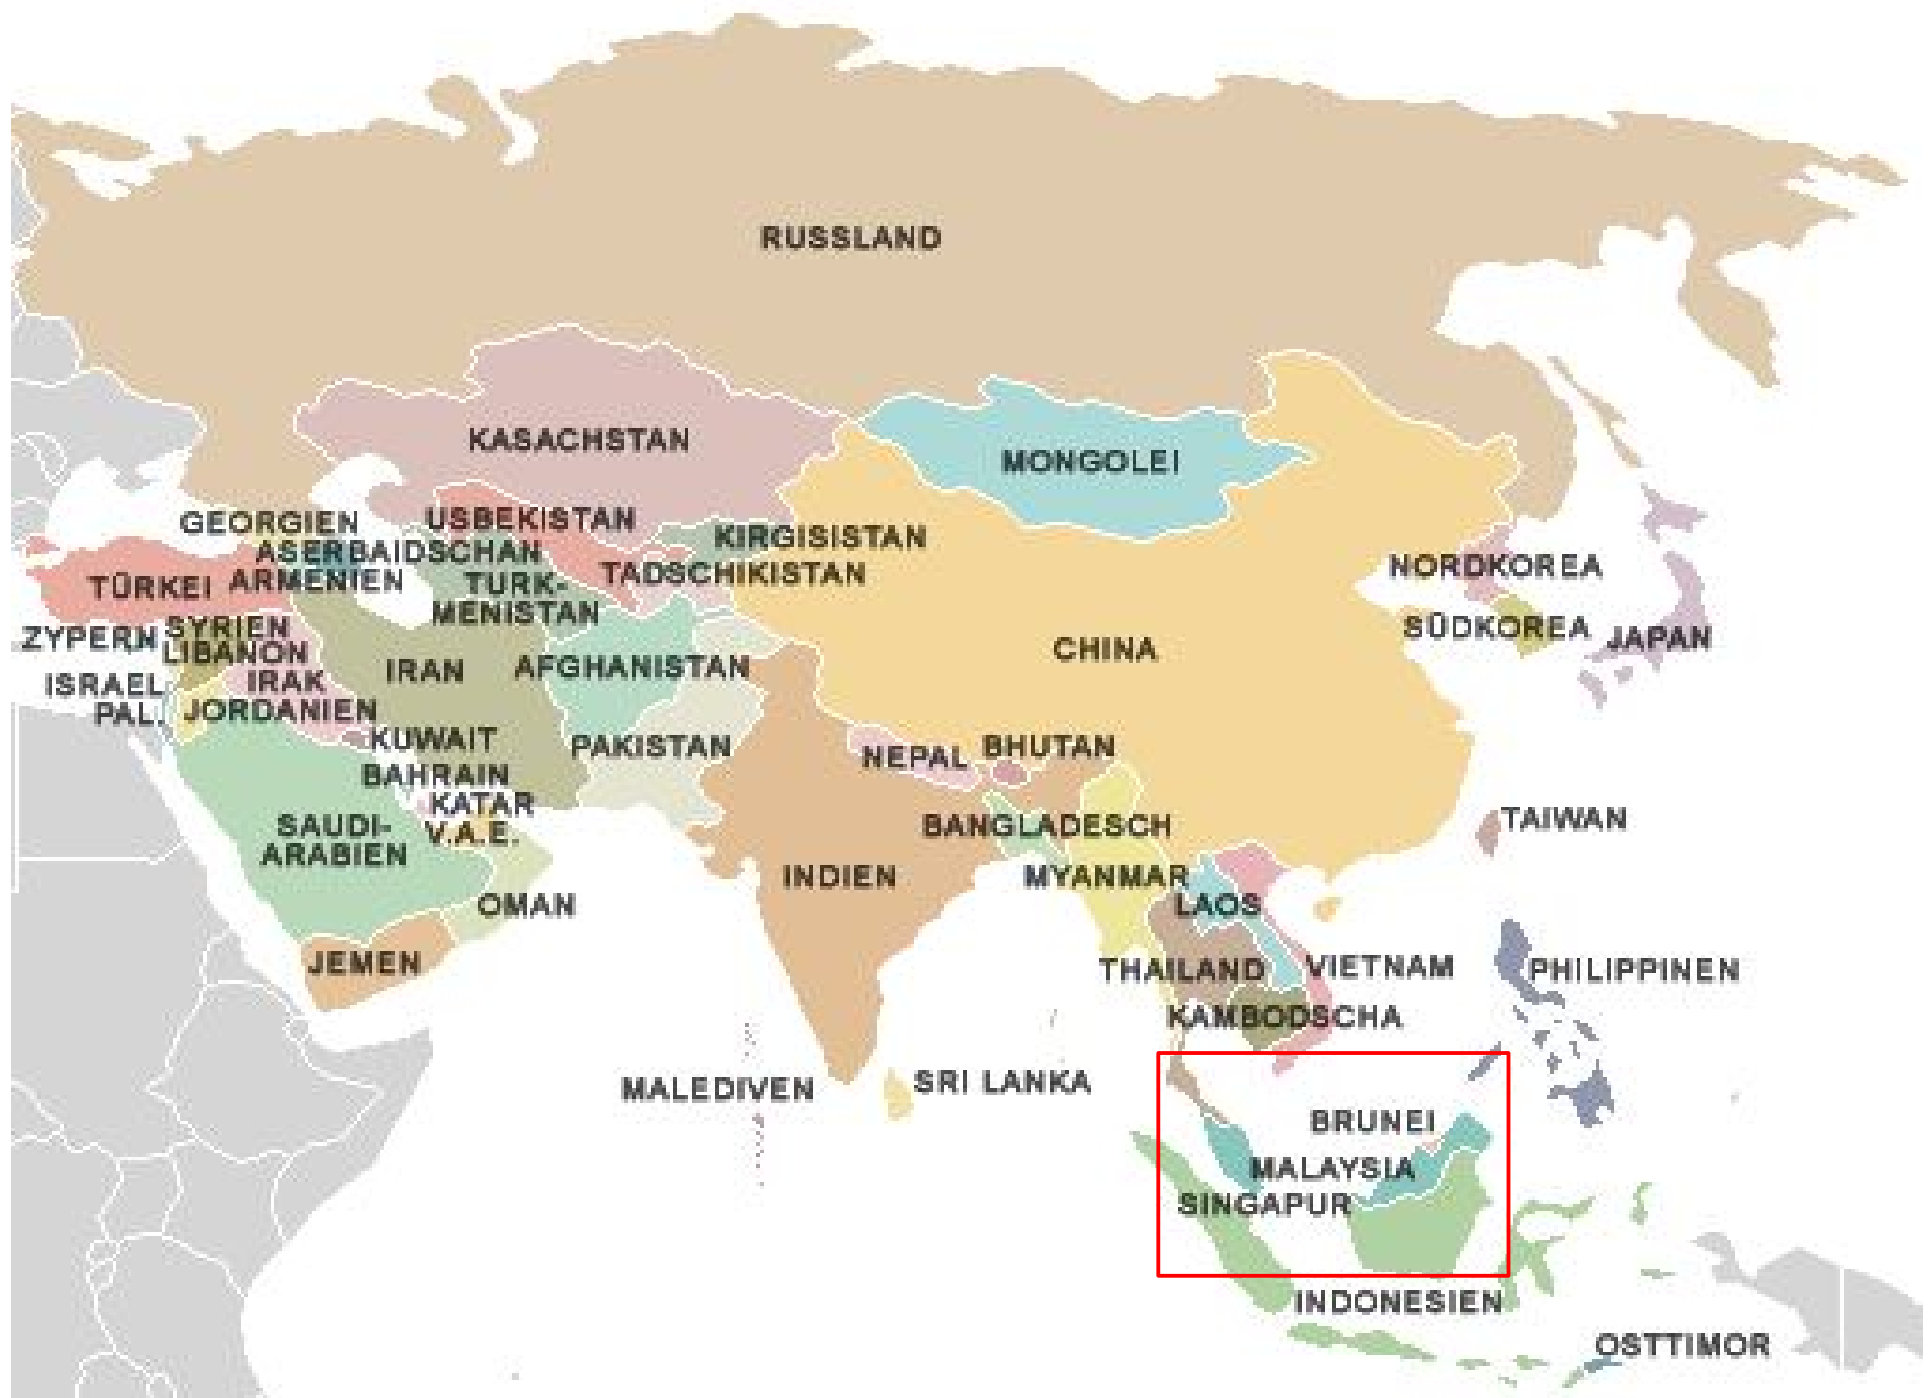 RUSSLAND
KASACHSTAN
MONGOLEI
GEORGIEN
USBEKISTAN
KIRGISISTAN
ASERBAIDSCHAN
TÜRKEI
ARMENIEN
TURK-
MENISTAN
TADSCHIKISTAN
NORDKOREA
SÜDKOREA
JAPAN
ZYPERN
SYRIEN
LIBANON
IRAK
IRAN
AFGHANISTAN
CHINA
ISRAEL
PAL.
JORDANIEN
KUWAIT
PAKISTAN
NEPAL
BHUTAN
BAHRAIN
KATAR
V.A.E.
SAUDI-
ARABIEN
BANGLADESCH
TAIWAN
INDIEN
MYANMAR
LAOS
OMAN
JEMEN
THAILAND
VIETNAM
PHILIPPINEN
KAMBODSCHA
MALEDIVEN
SRI LANKA
BRUNEI
MALAYSIA
SINGAPUR
INDONESIEN
OSTTIMOR